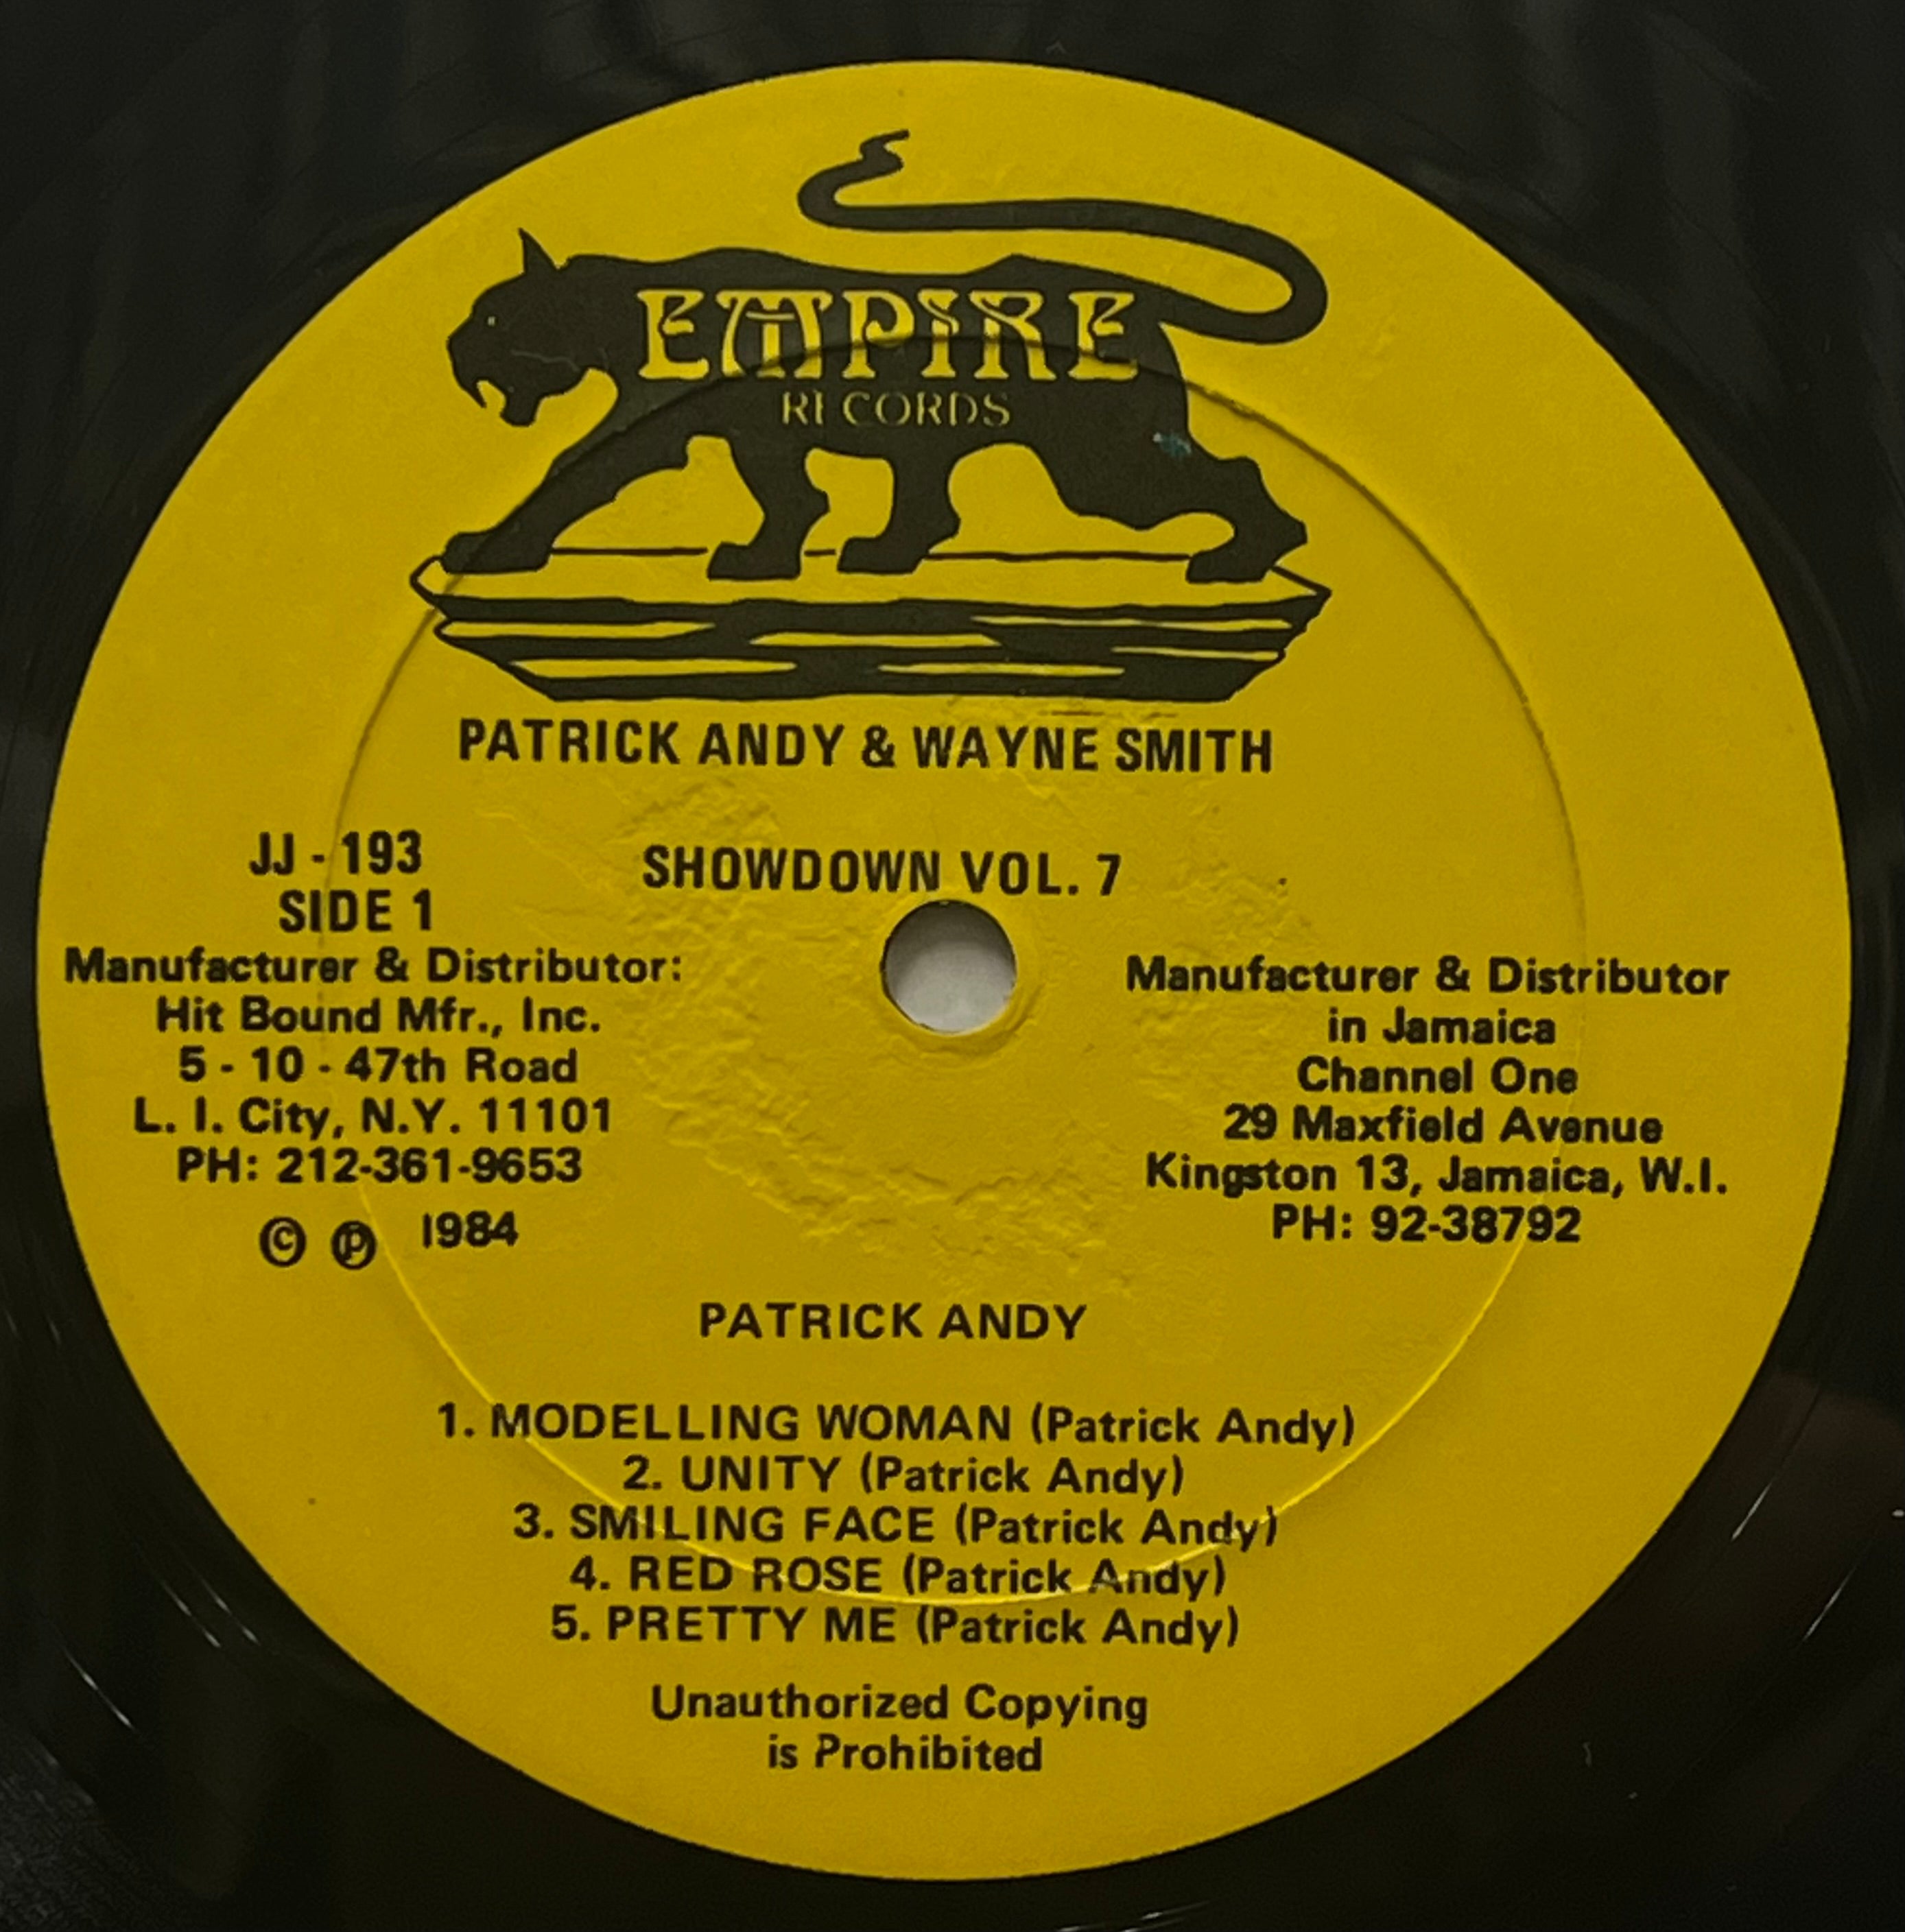 EMPIRE
RECORDS
PATRICK ANDY & WAYNE SMITH
SHOWDOWN VOL. 7
JJ - 193
SIDE 1
Manufacturer & Distributor:
Hit Bound Mfr., Inc.
5 - 10 - 47th Road
L. I. City, N.Y. 11101
PH: 212-361-9653
© ℗ 1984
Manufacturer & Distributor
in Jamaica
Channel One
29 Maxfield Avenue
Kingston 13, Jamaica, W.I.
PH: 92-38792
PATRICK ANDY
1. MODELLING WOMAN (Patrick Andy)
2. UNITY (Patrick Andy)
3. SMILING FACE (Patrick Andy)
4. RED ROSE (Patrick Andy)
5. PRETTY ME (Patrick Andy)
Unauthorized Copying
is Prohibited